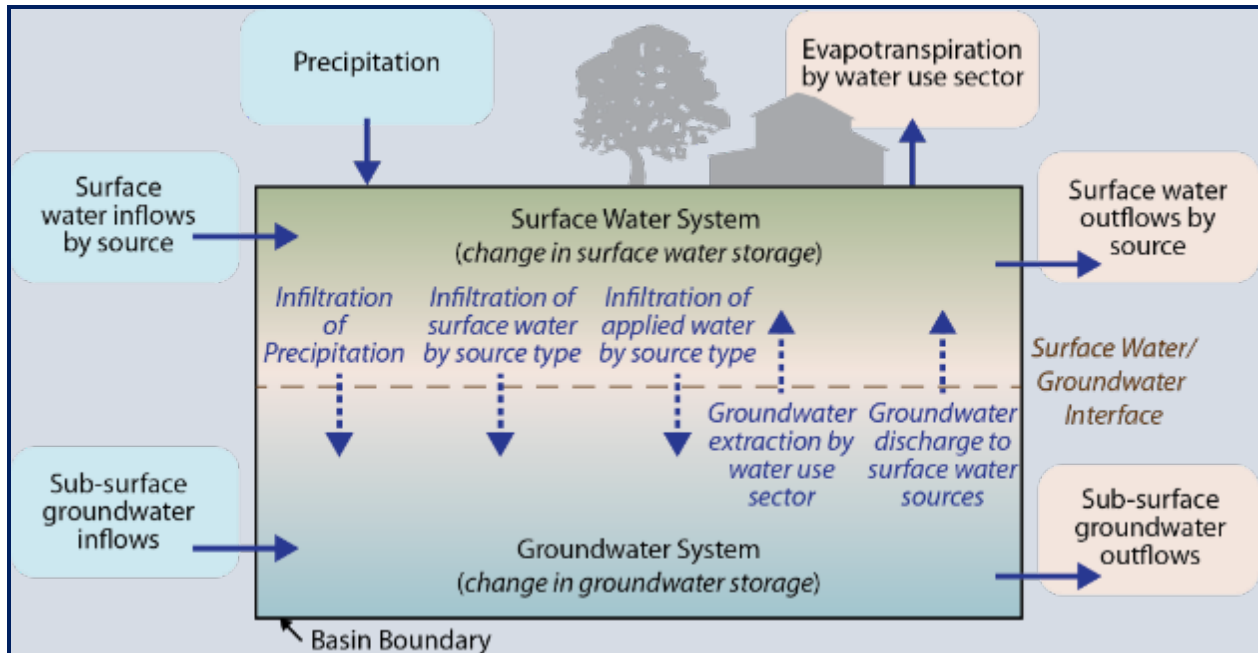 Precipitation
Evapotranspiration
by water use sector
Surface
water inflows
by source
Surface Water System
(change in surface water storage)
Surface water
outflows by
source
Infiltration
of
Precipitation
Infiltration of
surface water
by source type
Infiltration of
applied water
by source type
Surface Water/
Groundwater
Interface
Groundwater
extraction by
water use
sector
Groundwater
discharge to
surface water
sources
Sub-surface
groundwater
inflows
Groundwater System
(change in groundwater storage)
Sub-surface
groundwater
outflows
Basin Boundary